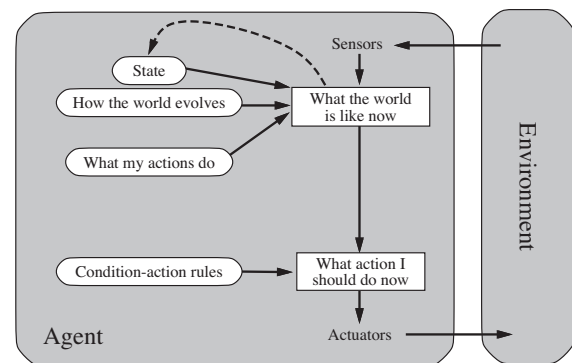 Sensors
State
How the world evolves
What the world
is like now
What my actions do
Condition-action rules
What action I
should do now
Agent
Actuators
Environment